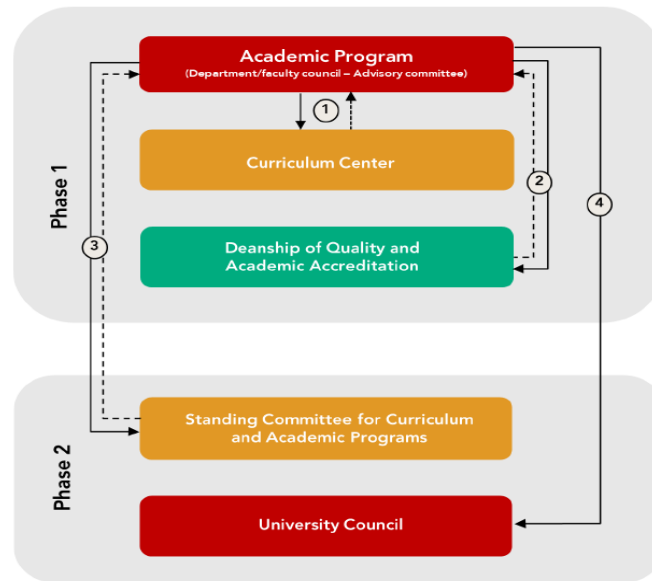 Academic Program
(Department/faculty council – Advisory committee)
1
Curriculum Center
Phase 1
2
4
Deanship of Quality and
Academic Accreditation
3
Standing Committee for Curriculum
and Academic Programs
Phase 2
University Council